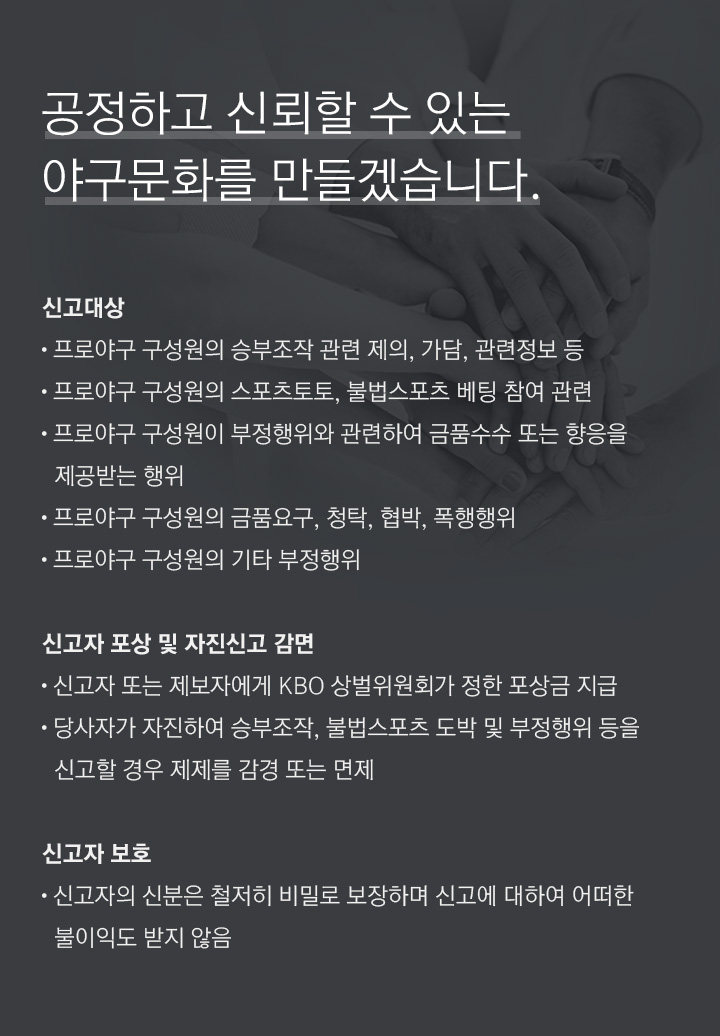 공정하고 신뢰할 수 있는
야구문화를 만들겠습니다.
신고대상
• 프로야구 구성원의 승부조작 관련 제의, 가담, 관련정보 등
• 프로야구 구성원의 스포츠토토, 불법스포츠 베팅 참여 관련
• 프로야구 구성원이 부정행위와 관련하여 금품수수 또는 향응을
제공받는 행위
• 프로야구 구성원의 금품요구, 청탁, 협박, 폭행행위
• 프로야구 구성원의 기타 부정행위
신고자 포상 및 자진신고 감면
• 신고자 또는 제보자에게 KBO 상벌위원회가 정한 포상금 지급
• 당사자가 자진하여 승부조작, 불법스포츠 도박 및 부정행위 등을
신고할 경우 제제를 감경 또는 면제
신고자 보호
• 신고자의 신분은 철저히 비밀로 보장하며 신고에 대하여 어떠한
불이익도 받지 않음